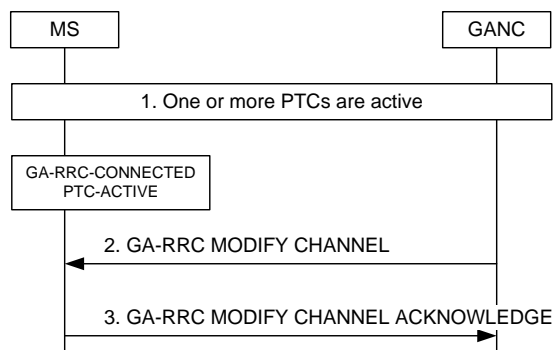 MS
GANC
1. One or more PTCs are active
GA-RRC-CONNECTED
PTC-ACTIVE
2. GA-RRC MODIFY CHANNEL
3. GA-RRC MODIFY CHANNEL ACKNOWLEDGE